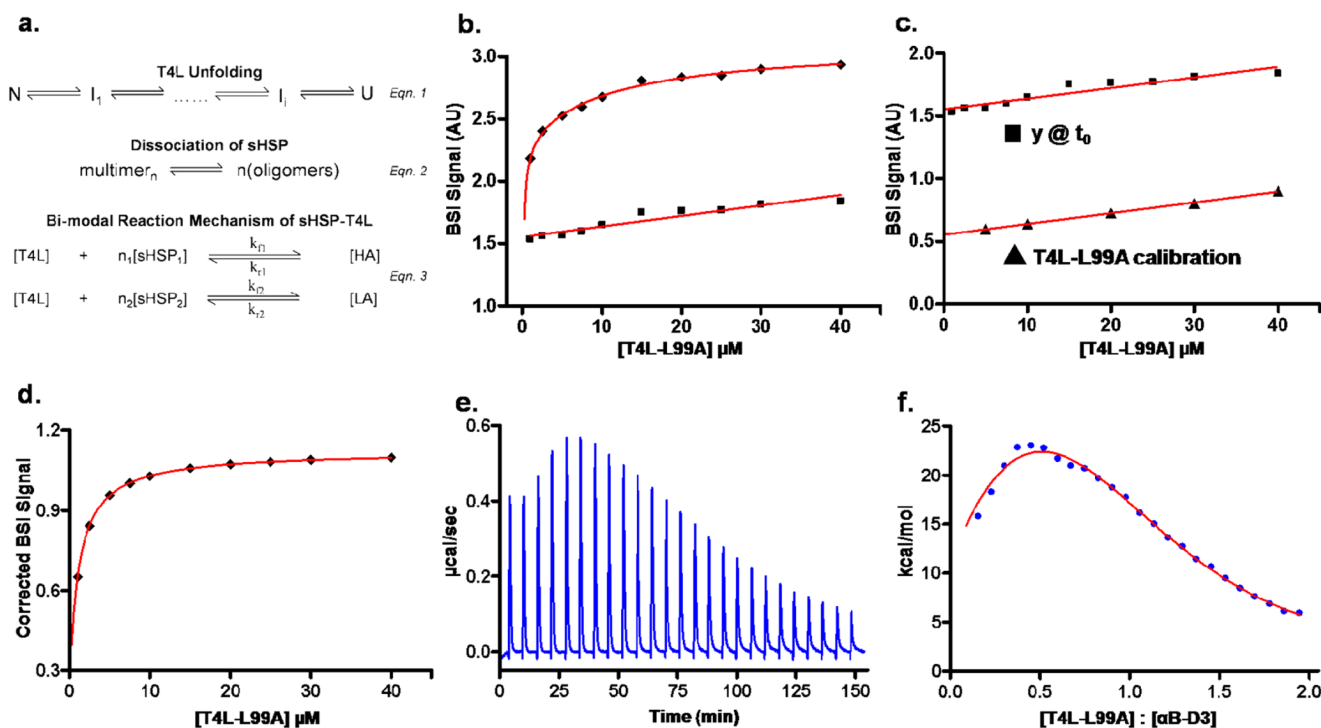 a.
T4L Unfolding
N I₁ ...... Iᵢ U Eqn. 1
Dissociation of sHSP
multimerₙ n(oligomers) Eqn. 2
Bi-modal Reaction Mechanism of sHSP-T4L
[T4L] + n₁[sHSP₁] k_f1 k_r1 [HA]
Eqn. 3
[T4L] + n₂[sHSP₂] k_f2 k_r2 [LA]
b.
BSI Signal (AU)
3.0
2.5
2.0
1.5
1.0
0 10 20 30 40
[T4L-L99A] µM
c.
BSI Signal (AU)
2.0
1.5
1.0
0.5
0.0
y @ t₀
T4L-L99A calibration
0 10 20 30 40
[T4L-L99A] µM
d.
Corrected BSI Signal
1.2
0.9
0.6
0.3
0 10 20 30 40
[T4L-L99A] µM
e.
µcal/sec
0.6
0.4
0.2
0.0
0 25 50 75 100 125 150
Time (min)
f.
kcal/mol
25
20
15
10
5
0
0.0 0.5 1.0 1.5 2.0
[T4L-L99A] : [αB-D3]